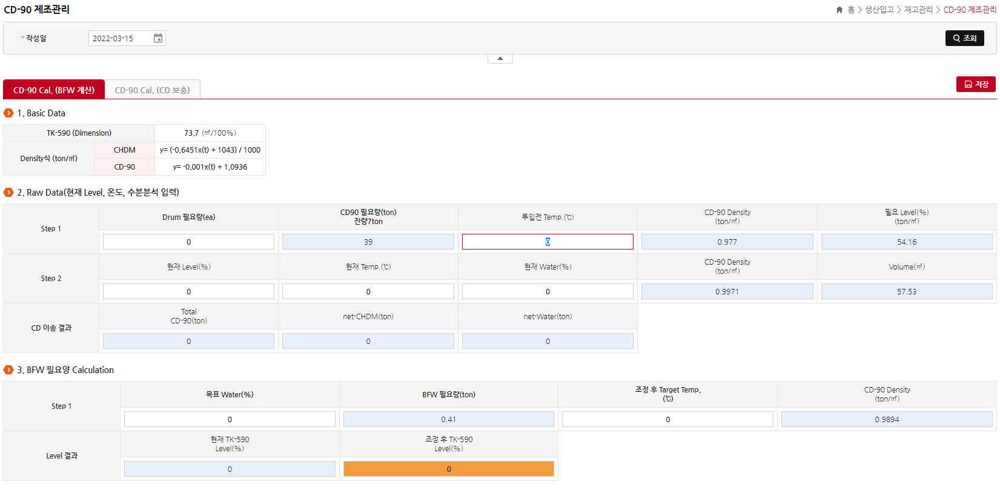 CD-90 제조관리
홈 > 생산입고 > 재고관리 > CD-90 제조관리
* 작성일
2022-03-15
조회
CD-90 Cal. (BFW 계산)
CD-90 Cal. (CD 보충)
저장
1. Basic Data
TK-590 (Dimension)
73.7 (㎥/100%)
Density식 (ton/㎥)
CHDM
y= (-0.6451x(t) + 1043) / 1000
CD-90
y= -0.001x(t) + 1.0936
2. Raw Data(현재 Level, 온도, 수분분석 입력)
Step 1
Drum 필요량(ea)
CD90 필요량(ton)
잔량7ton
투입전 Temp.(℃)
CD-90 Density
(ton/㎥)
필요 Level(%)
(ton/㎥)
0
39
0
0.977
54.16
Step 2
현재 Level(%)
현재 Temp.(℃)
현재 Water(%)
CD-90 Density
(ton/㎥)
Volume(㎥)
0
0
0
0.9971
57.53
CD 이송 결과
Total
CD-90(ton)
net-CHDM(ton)
net-Water(ton)
0
0
0
3. BFW 필요양 Calculation
Step 1
목표 Water(%)
BFW 필요량(ton)
조정 후 Target Temp.
(℃)
CD-90 Density
(ton/㎥)
0
0.41
0
0.9894
Level 결과
현재 TK-590
Level(%)
조정 후 TK-590
Level(%)
0
0